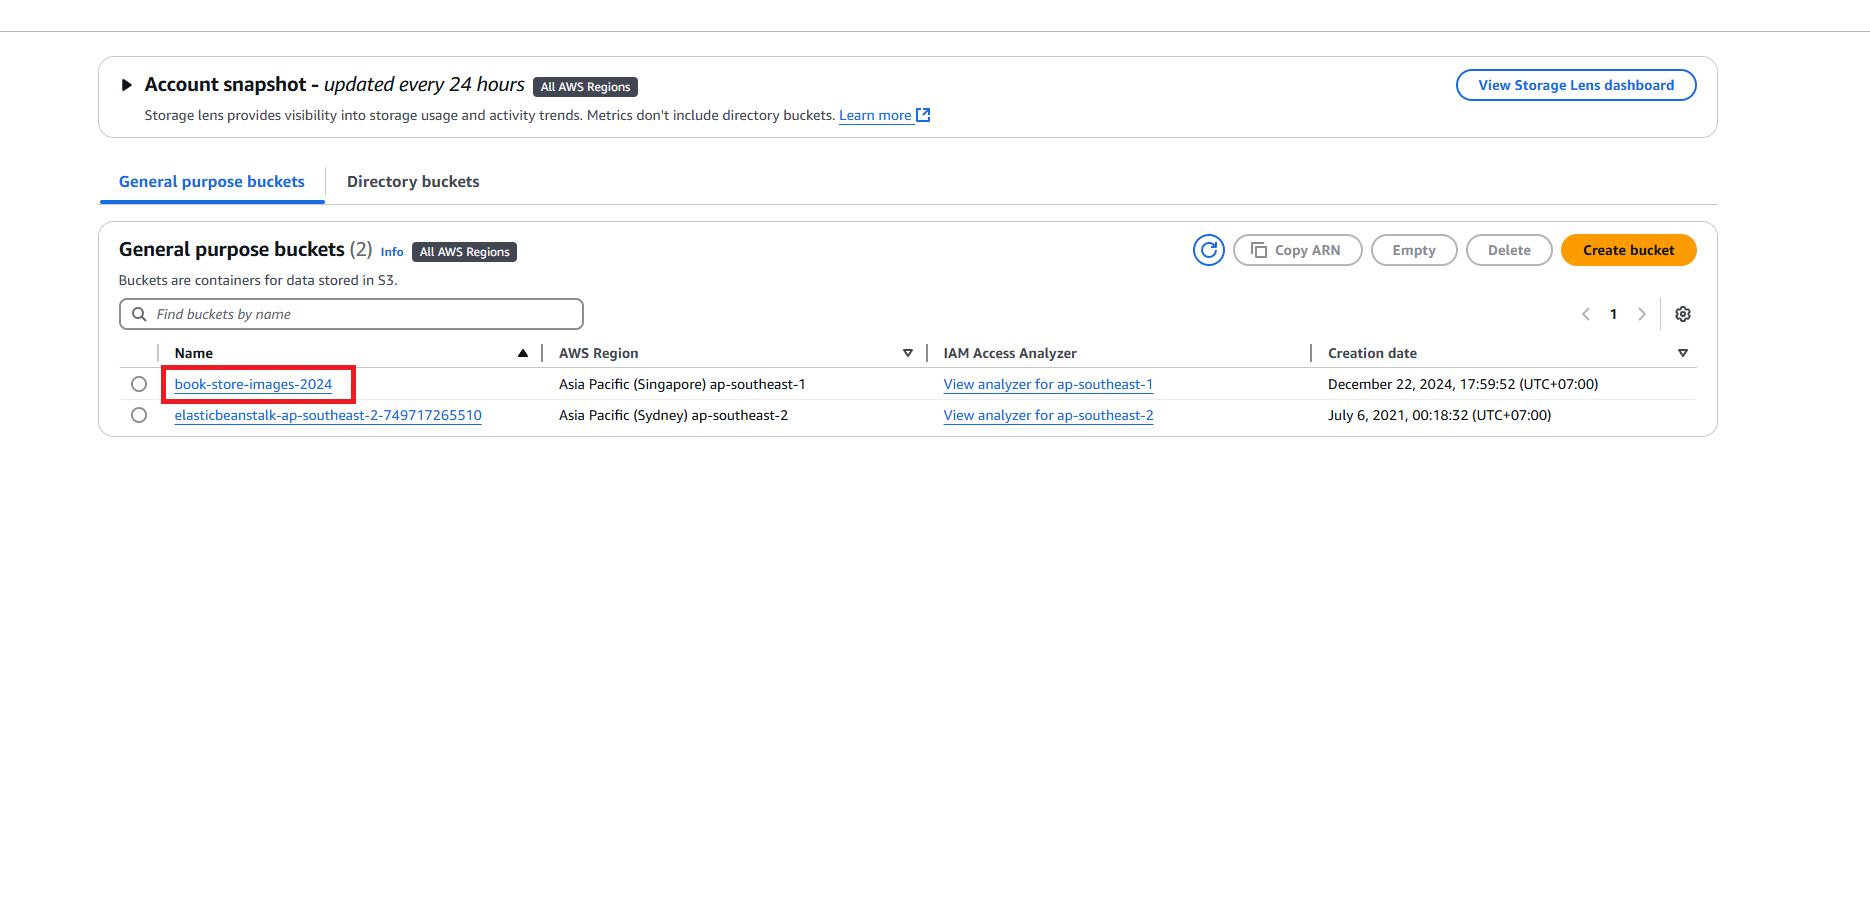 Account snapshot - updated every 24 hours All AWS Regions View Storage Lens dashboard
Storage lens provides visibility into storage usage and activity trends. Metrics don't include directory buckets. Learn more
General purpose buckets Directory buckets
General purpose buckets (2) Info All AWS Regions Copy ARN Empty Delete Create bucket
Buckets are containers for data stored in S3.
Find buckets by name 1
Name AWS Region IAM Access Analyzer Creation date
book-store-images-2024 Asia Pacific (Singapore) ap-southeast-1 View analyzer for ap-southeast-1 December 22, 2024, 17:59:52 (UTC+07:00)
elasticbeanstalk-ap-southeast-2-749717265510 Asia Pacific (Sydney) ap-southeast-2 View analyzer for ap-southeast-2 July 6, 2021, 00:18:32 (UTC+07:00)